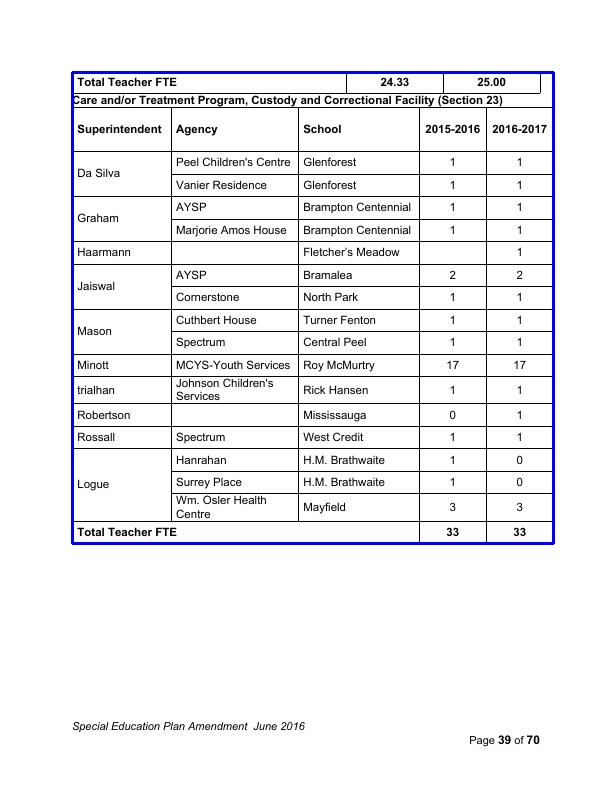 Total Teacher FTE 24.33 25.00
Care and/or Treatment Program, Custody and Correctional Facility (Section 23)
Superintendent Agency School 2015-2016 2016-2017
Da Silva Peel Children's Centre Glenforest 1 1
Vanier Residence Glenforest 1 1
Graham AYSP Brampton Centennial 1 1
Marjorie Amos House Brampton Centennial 1 1
Haarmann Fletcher’s Meadow 1
Jaiswal AYSP Bramalea 2 2
Cornerstone North Park 1 1
Mason Cuthbert House Turner Fenton 1 1
Spectrum Central Peel 1 1
Minott MCYS-Youth Services Roy McMurtry 17 17
trialhan Johnson Children's
Services Rick Hansen 1 1
Robertson Mississauga 0 1
Rossall Spectrum West Credit 1 1
Logue Hanrahan H.M. Brathwaite 1 0
Surrey Place H.M. Brathwaite 1 0
Wm. Osler Health
Centre Mayfield 3 3
Total Teacher FTE 33 33
Special Education Plan Amendment June 2016
Page 39 of 70